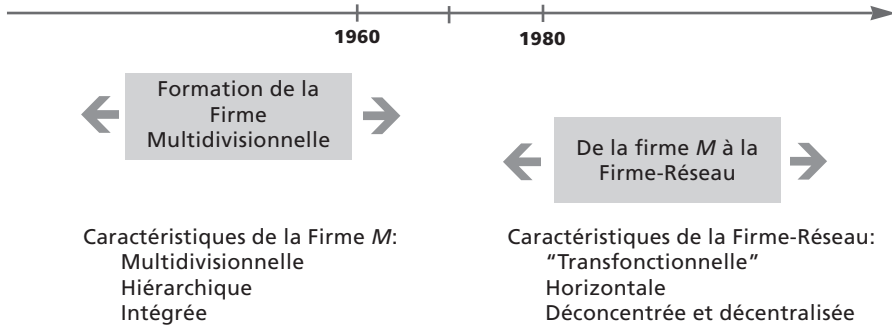 1960
1980
Formation de la
Firme
Multidivisionnelle
De la firme M à la
Firme-Réseau
Caractéristiques de la Firme M:
Multidivisionnelle
Hiérarchique
Intégrée
Caractéristiques de la Firme-Réseau:
“Transfonctionnelle”
Horizontale
Déconcentrée et décentralisée